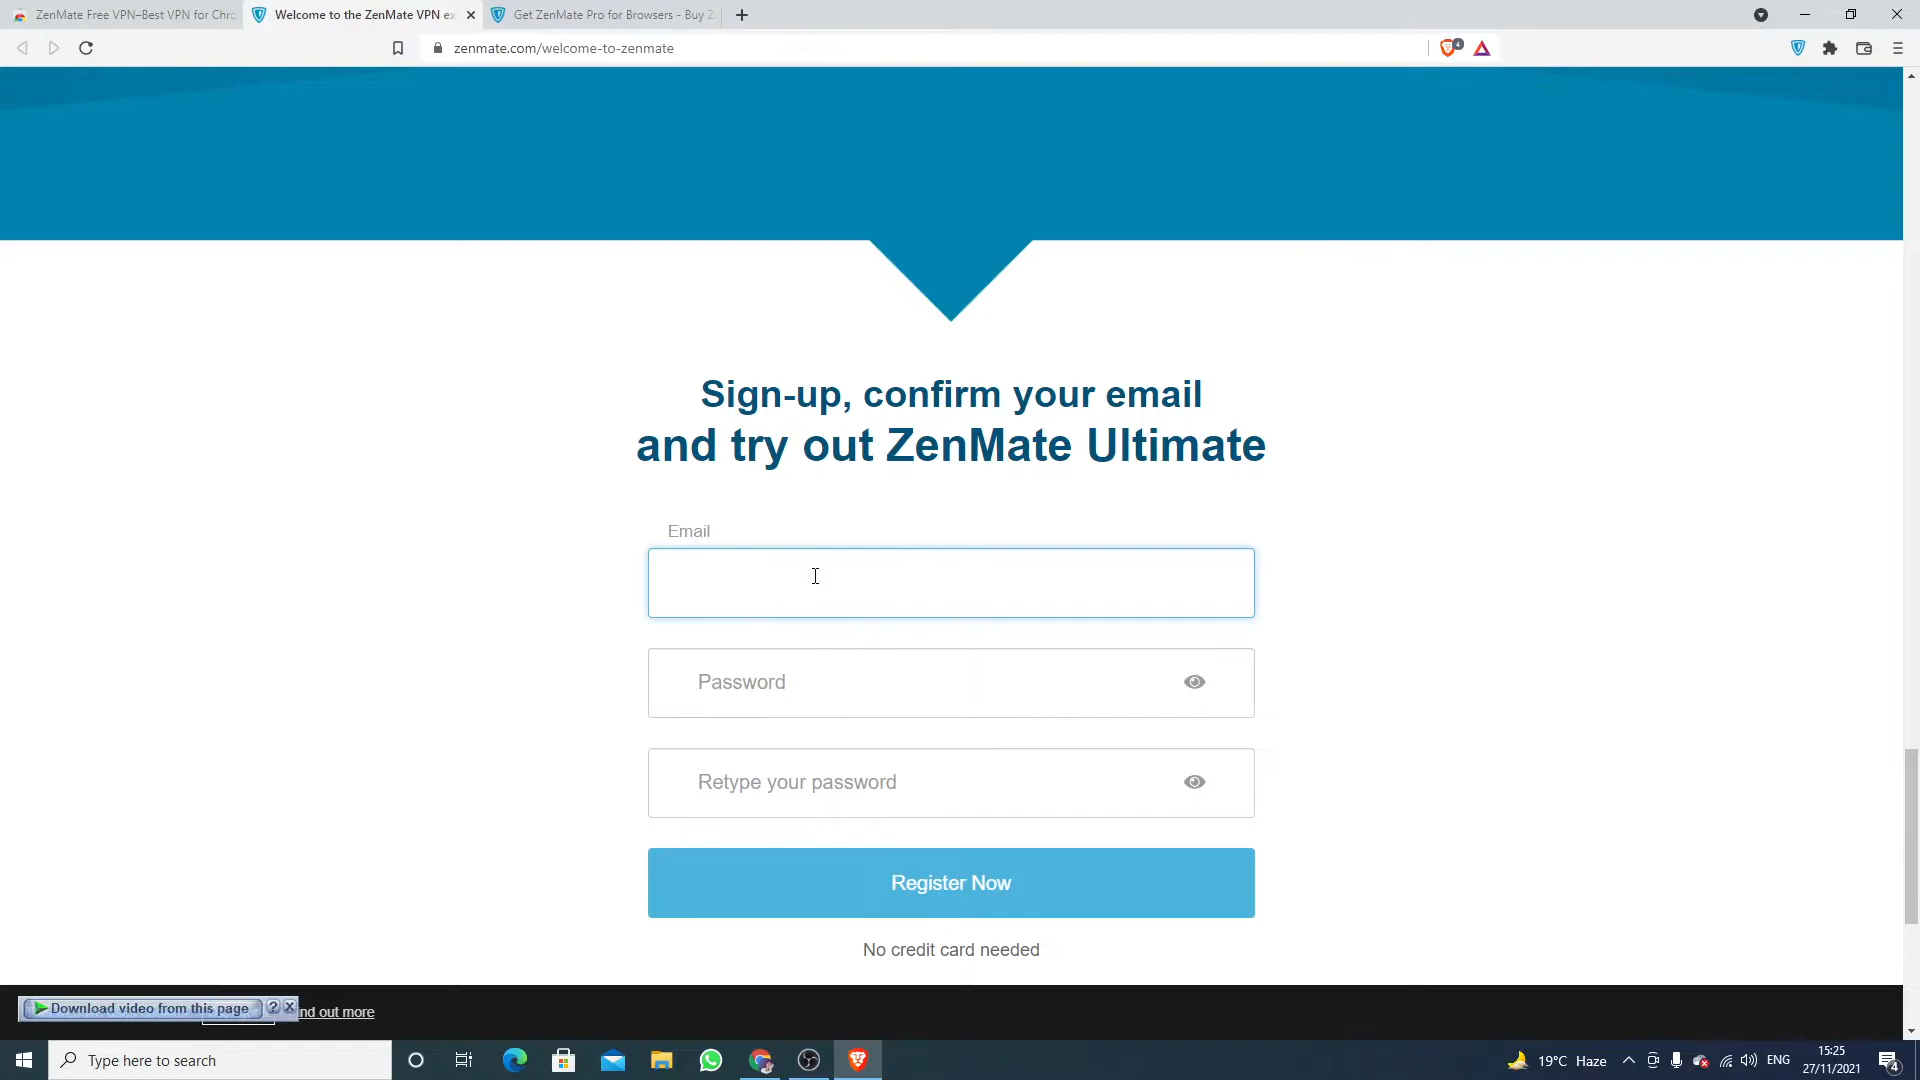 ZenMate Free VPN–Best VPN for Chro
Welcome to the ZenMate VPN ex
Get ZenMate Pro for Browsers - Buy Z
zenmate.com/welcome-to-zenmate
4
Sign-up, confirm your email
and try out ZenMate Ultimate
Email
Password
Retype your password
Register Now
No credit card needed
Download video from this page
?
nd out more
Type here to search
19°C Haze
ENG
15:25
27/11/2021
4